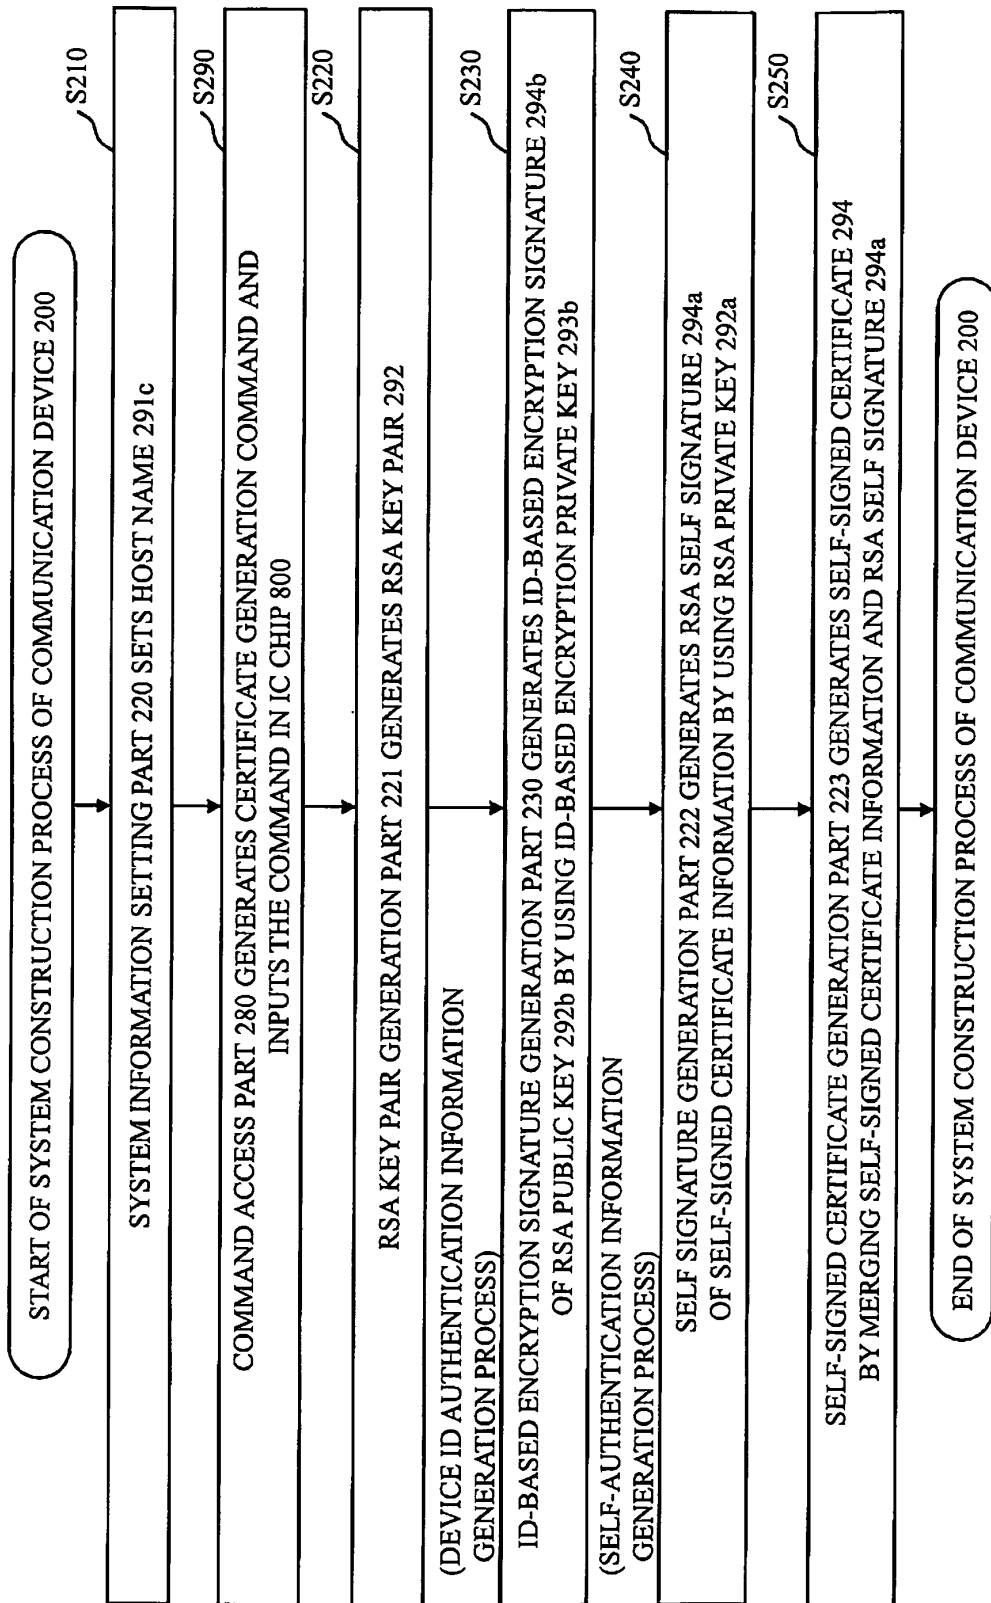 START OF SYSTEM CONSTRUCTION PROCESS OF COMMUNICATION DEVICE 200
S210
SYSTEM INFORMATION SETTING PART 220 SETS HOST NAME 291c
S290
COMMAND ACCESS PART 280 GENERATES CERTIFICATE GENERATION COMMAND AND
INPUTS THE COMMAND IN IC CHIP 800
S220
RSA KEY PAIR GENERATION PART 221 GENERATES RSA KEY PAIR 292
(DEVICE ID AUTHENTICATION INFORMATION
GENERATION PROCESS)
S230
ID-BASED ENCRYPTION SIGNATURE GENERATION PART 230 GENERATES ID-BASED ENCRYPTION SIGNATURE 294b
OF RSA PUBLIC KEY 292b BY USING ID-BASED ENCRYPTION PRIVATE KEY 293b
(SELF-AUTHENTICATION INFORMATION
GENERATION PROCESS)
S240
SELF SIGNATURE GENERATION PART 222 GENERATES RSA SELF SIGNATURE 294a
OF SELF-SIGNED CERTIFICATE INFORMATION BY USING RSA PRIVATE KEY 292a
S250
SELF-SIGNED CERTIFICATE GENERATION PART 223 GENERATES SELF-SIGNED CERTIFICATE 294
BY MERGING SELF-SIGNED CERTIFICATE INFORMATION AND RSA SELF SIGNATURE 294a
END OF SYSTEM CONSTRUCTION PROCESS OF COMMUNICATION DEVICE 200